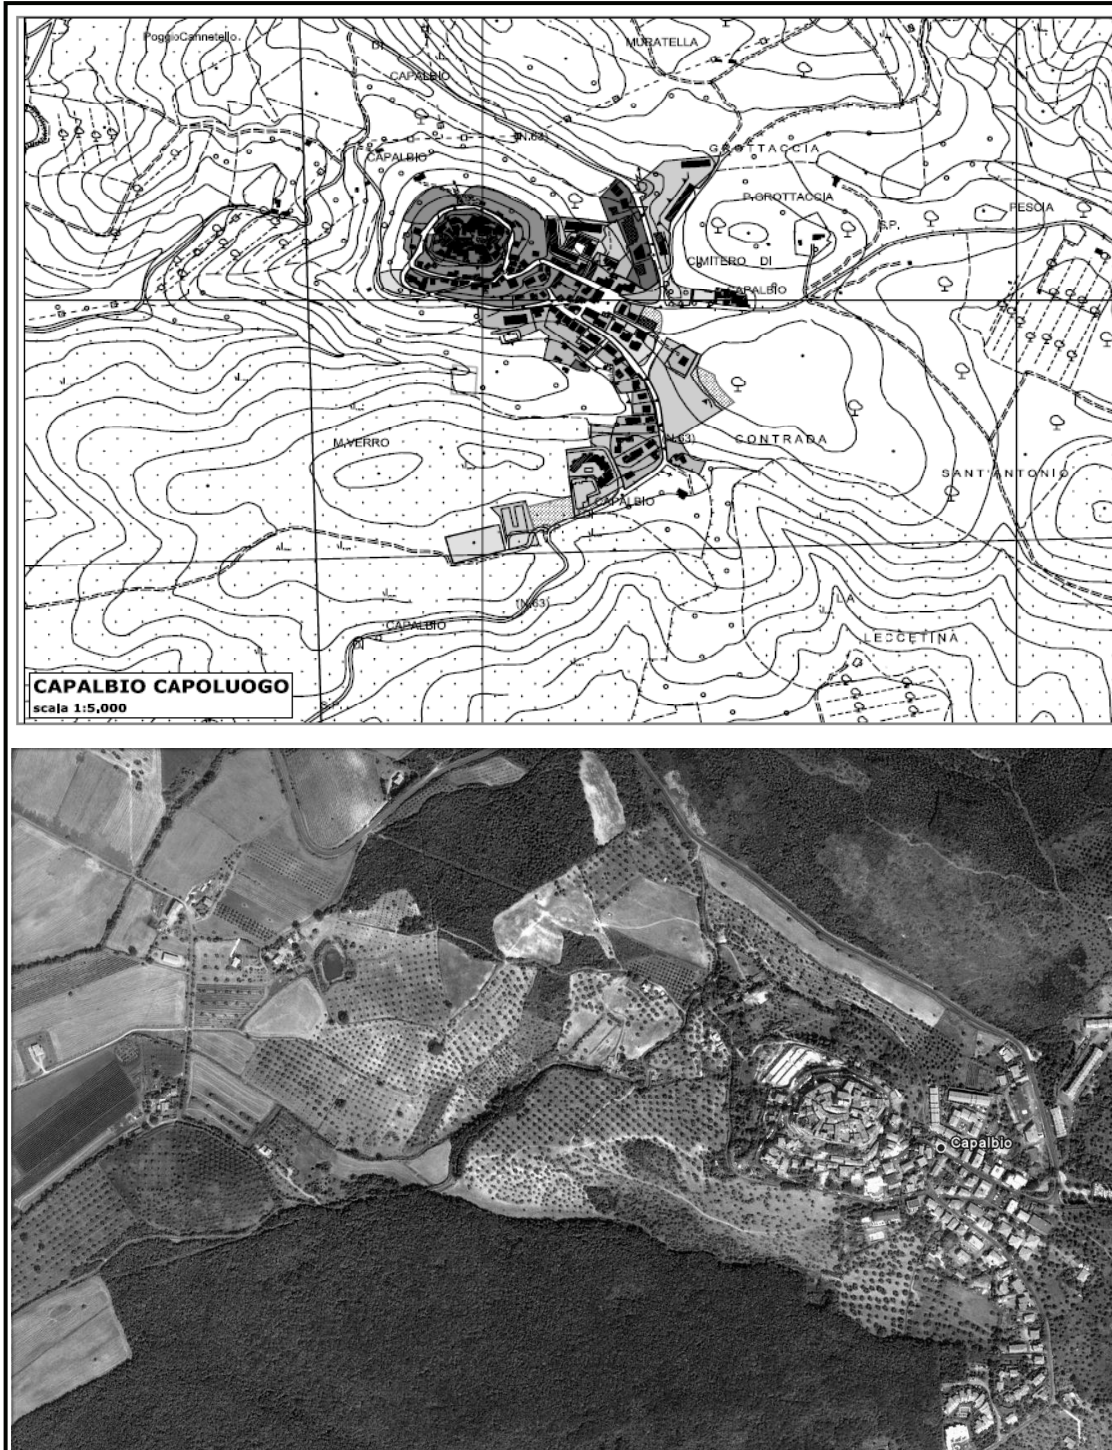 PoggioCannetello
DI
CAPALBIO
MURATELLA
(N.63)
CAPALBIO
GROTTACCIA
P.GROTTACCIA
PESCIA
S.P.
CIMITERO DI
CAPALBIO
M.VERRO
(N.63)
CONTRADA
SANT'ANTONIO
CAPALBIO
DI
LA
(N.63)
CAPALBIO
LECCETINA
CAPALBIO CAPOLUOGO
scala 1:5,000
Capalbio